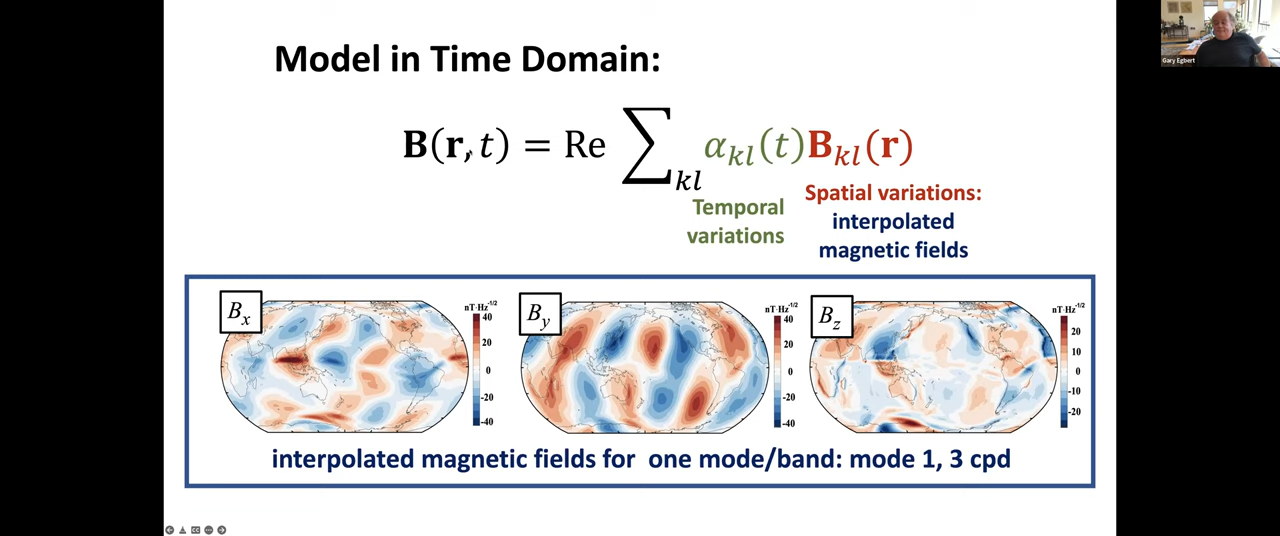 Model in Time Domain:
B(r, t) = Re ∑kl αkl(t)Bkl(r)
Temporal
variations
Spatial variations:
interpolated
magnetic fields
Bx
nT·Hz-1/2
40
20
0
-20
-40
By
nT·Hz-1/2
40
20
0
-20
-40
Bz
nT·Hz-1/2
20
10
0
-10
-20
interpolated magnetic fields for one mode/band: mode 1, 3 cpd
Gary Egbert